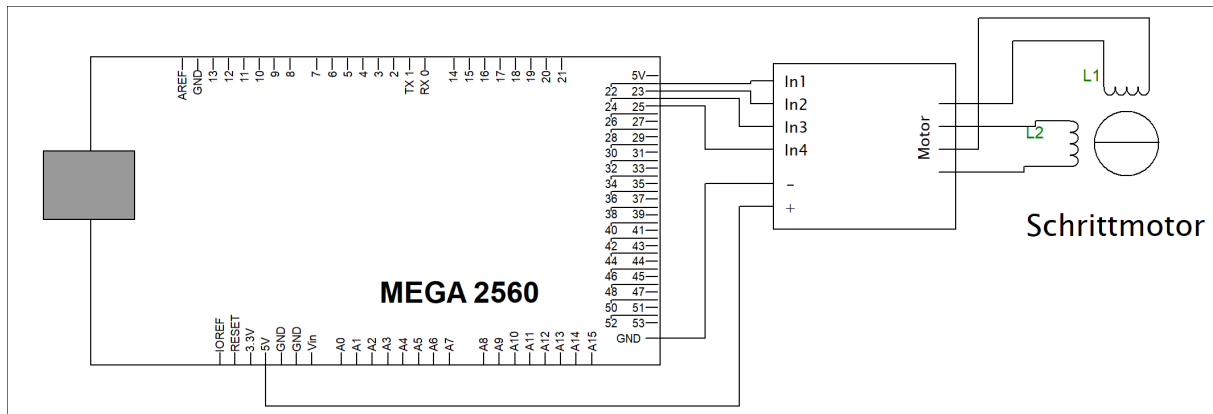 AREF
GND
13
12
11
10
9
8
7
6
5
4
3
2
TX 1
RX 0
14
15
16
17
18
19
20
21
5V
22 23
24 25
26 27
28 29
30 31
32 33
34 35
36 37
38 39
40 41
42 43
44 44
46 45
48 47
50 51
52 53
GND
MEGA 2560
IOREF
RESET
3.3V
5V
GND
GND
Vin
A0
A1
A2
A3
A4
A5
A6
A7
A8
A9
A10
A11
A12
A13
A14
A15
In1
In2
In3
In4
-
+
Motor
L1
L2
Schrittmotor